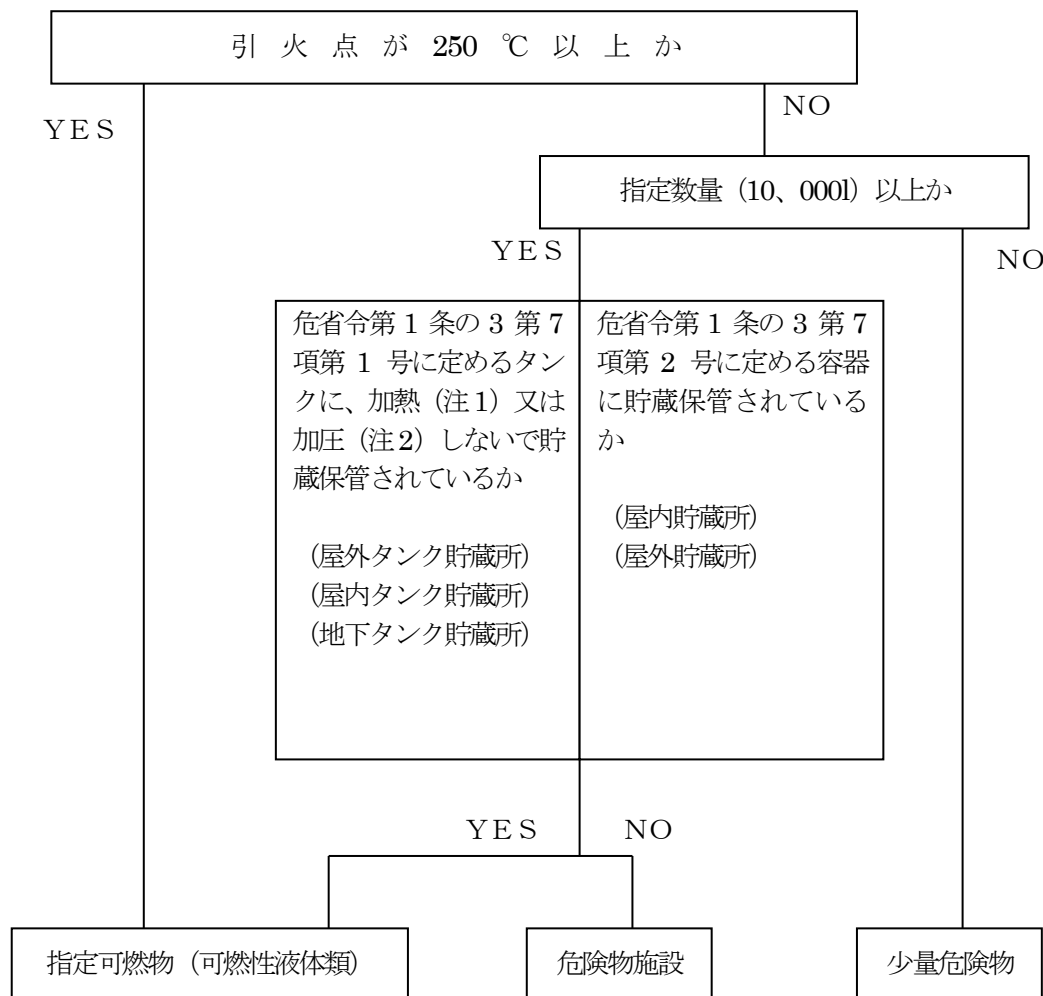 引火点が250℃以上か
YES
NO
指定数量（10、000l）以上か
YES
NO
危省令第1条の3第7
項第1号に定めるタン
クに、加熱（注1）又は
加圧（注2）しないで貯
蔵保管されているか
（屋外タンク貯蔵所）
（屋内タンク貯蔵所）
（地下タンク貯蔵所）
危省令第1条の3第7
項第2号に定める容器
に貯蔵保管されている
か
（屋内貯蔵所）
（屋外貯蔵所）
YES
NO
指定可燃物（可燃性液体類）
危険物施設
少量危険物